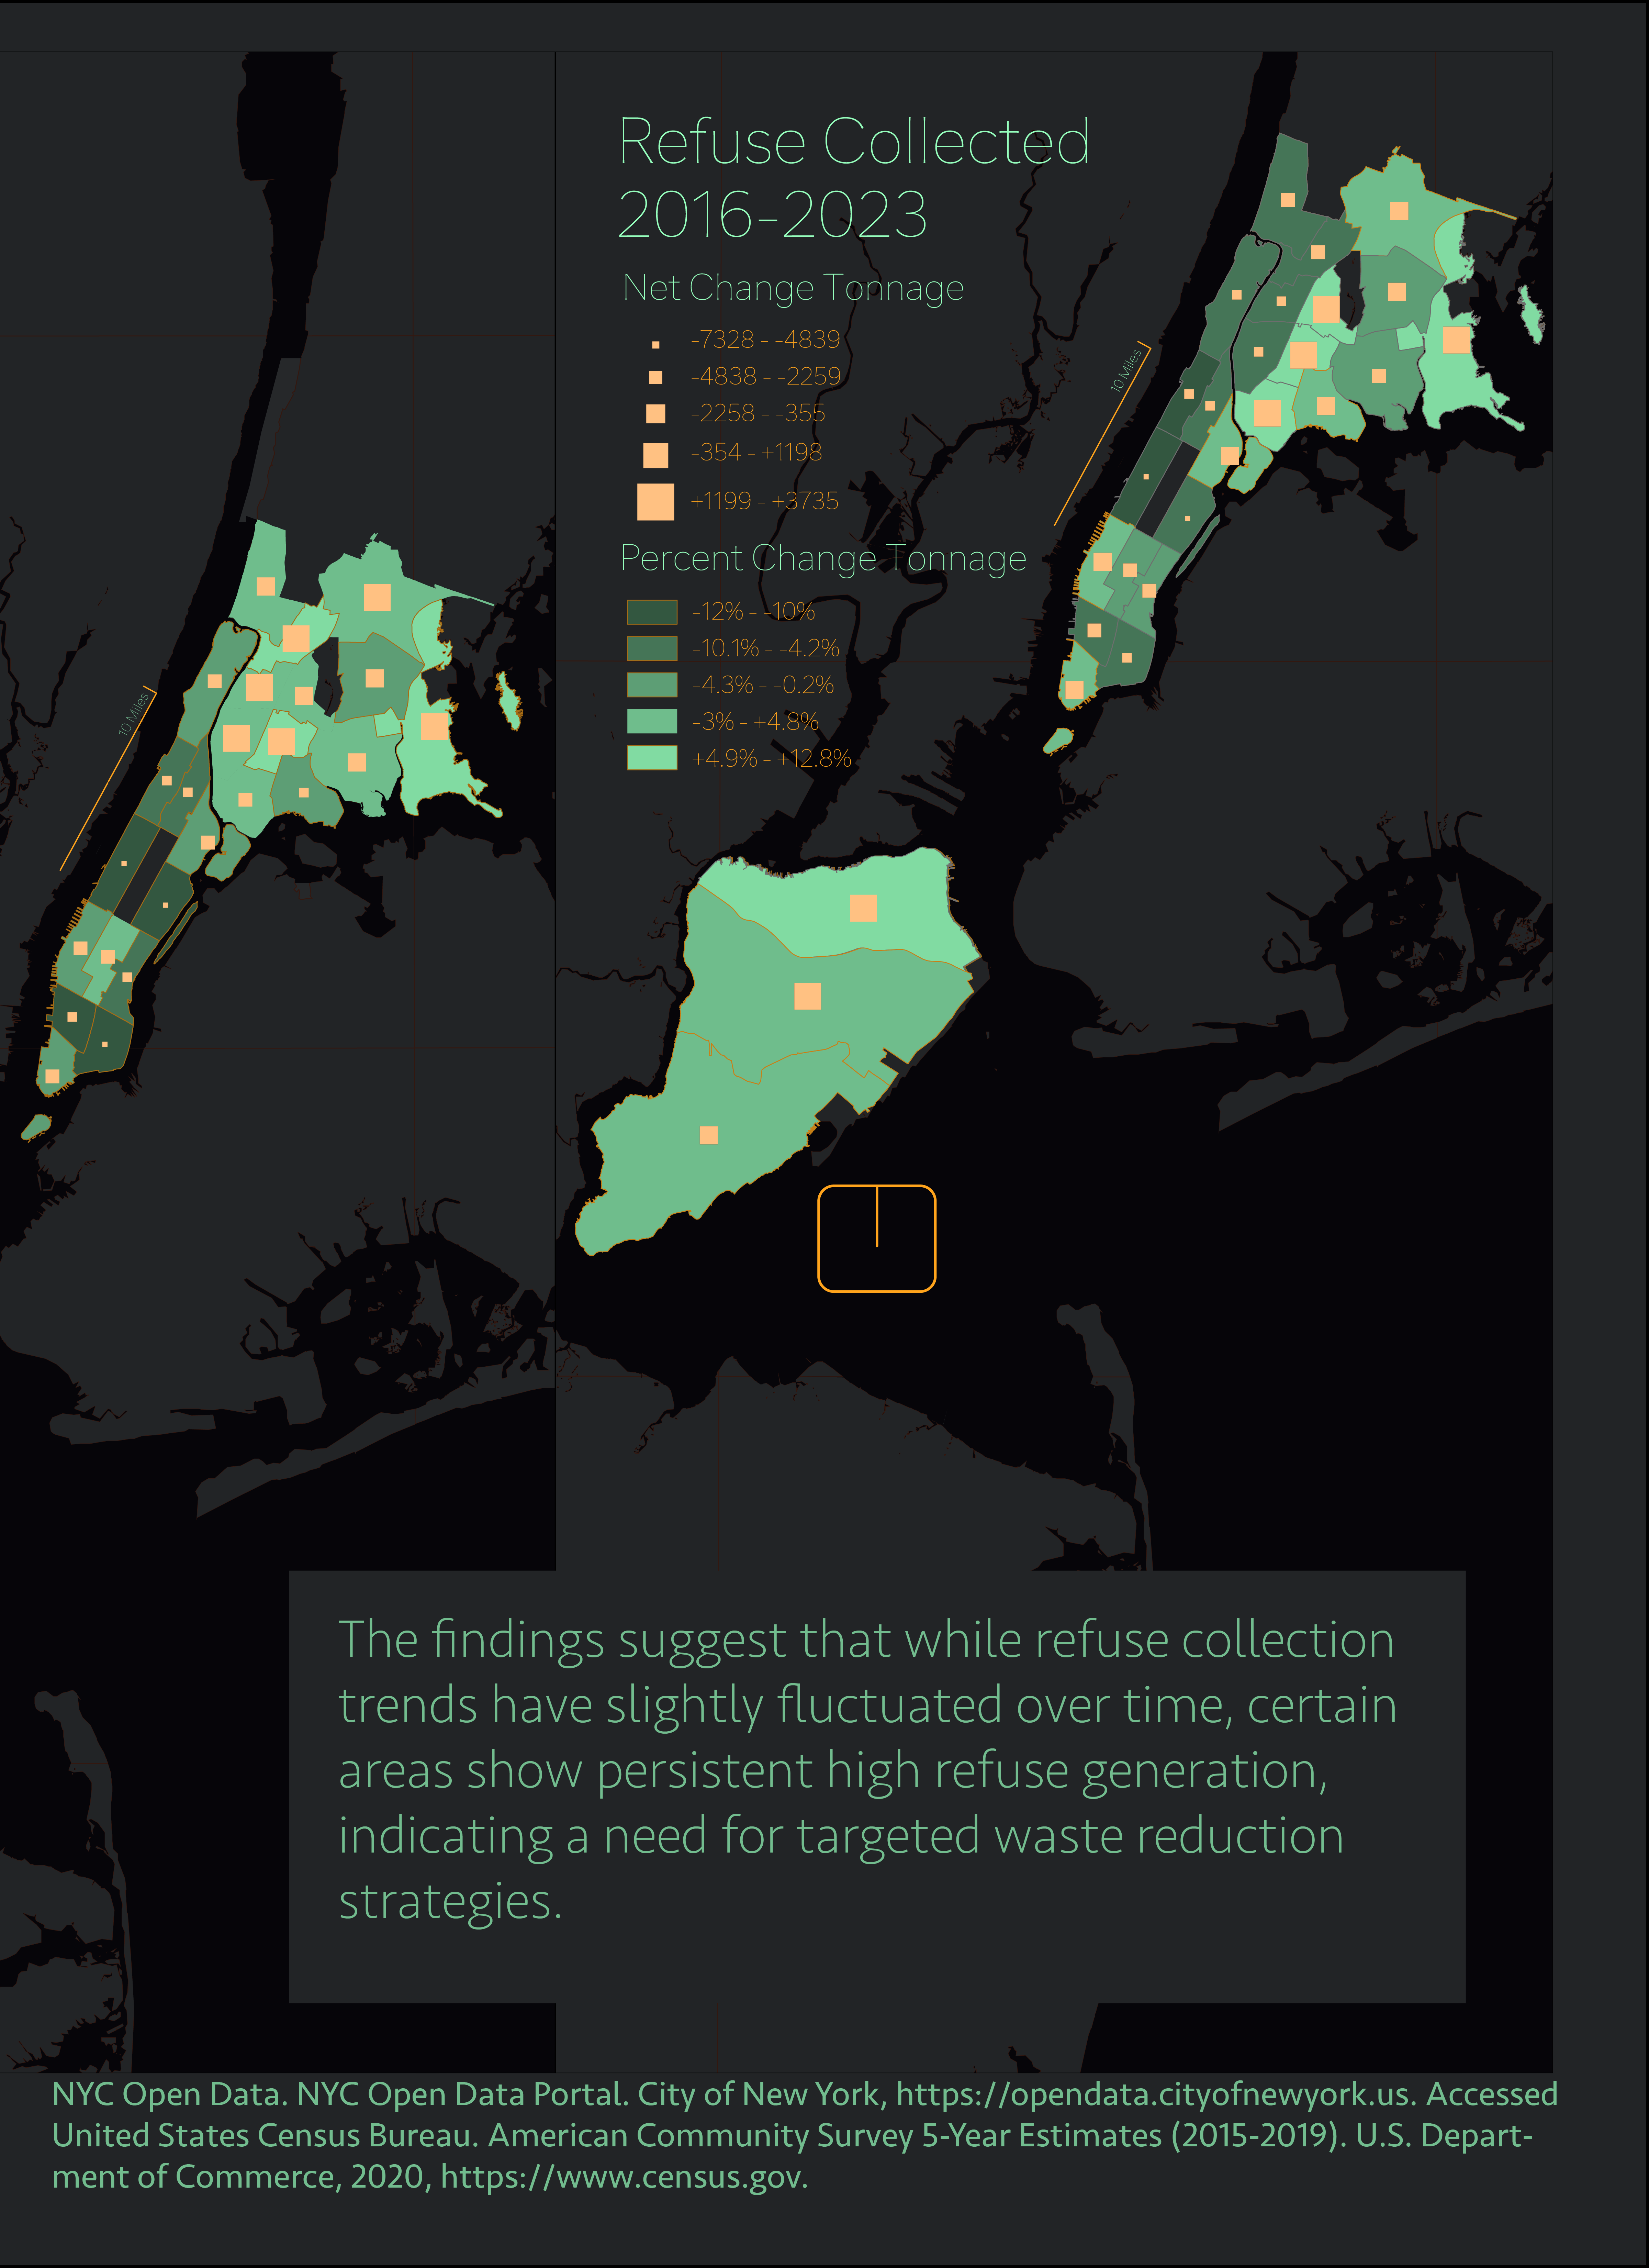 Refuse Collected
2016-2023
Net Change Tonnage
-7328 - -4839
-4838 - -2259
-2258 - -355
-354 - +1198
+1199 - +3735
Percent Change Tonnage
-12% - -10%
-10.1% - -4.2%
-4.3% - -0.2%
-3% - +4.8%
+4.9% - +12.8%
10 Miles
10 Miles
The findings suggest that while refuse collection
trends have slightly fluctuated over time, certain
areas show persistent high refuse generation,
indicating a need for targeted waste reduction
strategies.
NYC Open Data. NYC Open Data Portal. City of New York, https://opendata.cityofnewyork.us. Accessed
United States Census Bureau. American Community Survey 5-Year Estimates (2015-2019). U.S. Depart-
ment of Commerce, 2020, https://www.census.gov.